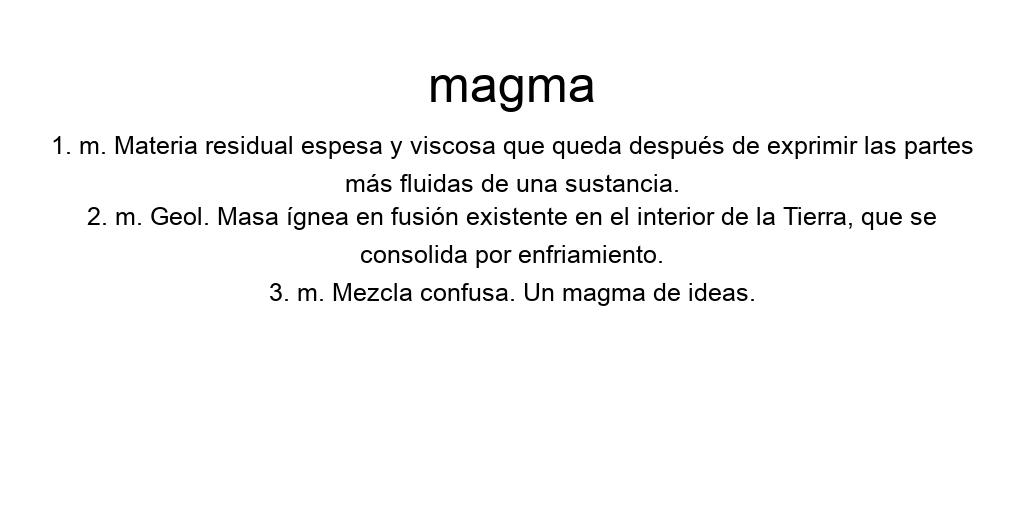 magma
1. m. Materia residual espesa y viscosa que queda después de exprimir las partes
más fluidas de una sustancia.
2. m. Geol. Masa ígnea en fusión existente en el interior de la Tierra, que se
consolida por enfriamiento.
3. m. Mezcla confusa. Un magma de ideas.